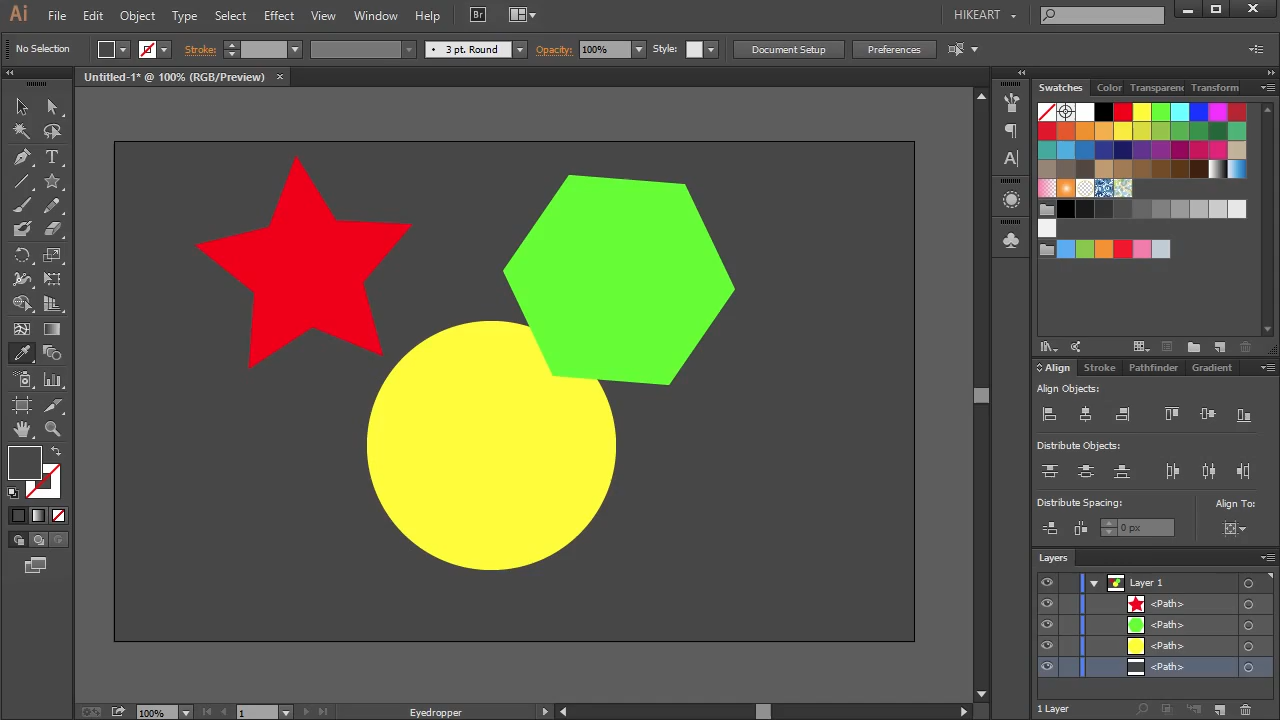 Ai File Edit Object Type Select Effect View Window Help Br HIKEART
No Selection Stroke: 3 pt. Round Opacity: 100% Style: Document Setup Preferences
Untitled-1* @ 100% (RGB/Preview)
Swatches Color Transparen Transform
T
A
Align Stroke Pathfinder Gradient
Align Objects:
Distribute Objects:
Distribute Spacing: Align To:
0 px
Layers
Layer 1
<Path>
<Path>
<Path>
<Path>
1 Layer
100% 1 Eyedropper